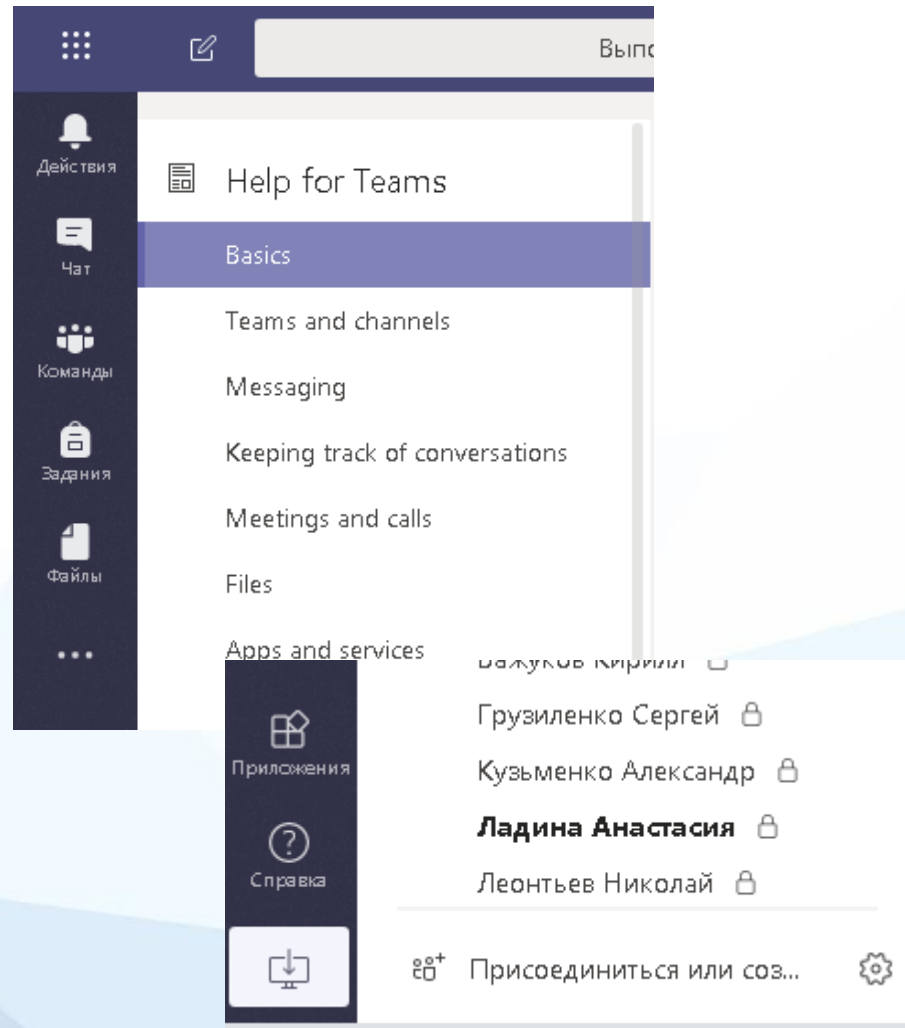 Действия
Help for Teams
Basics
Чат
Teams and channels
Команды
Messaging
Keeping track of conversations
Задания
Meetings and calls
Файлы
Files
Apps and services
Грузиленко Сергей
Приложения
Кузьменко Александр
Ладина Анастасия
Справка
Леонтьев Николай
Присоединиться или соз...